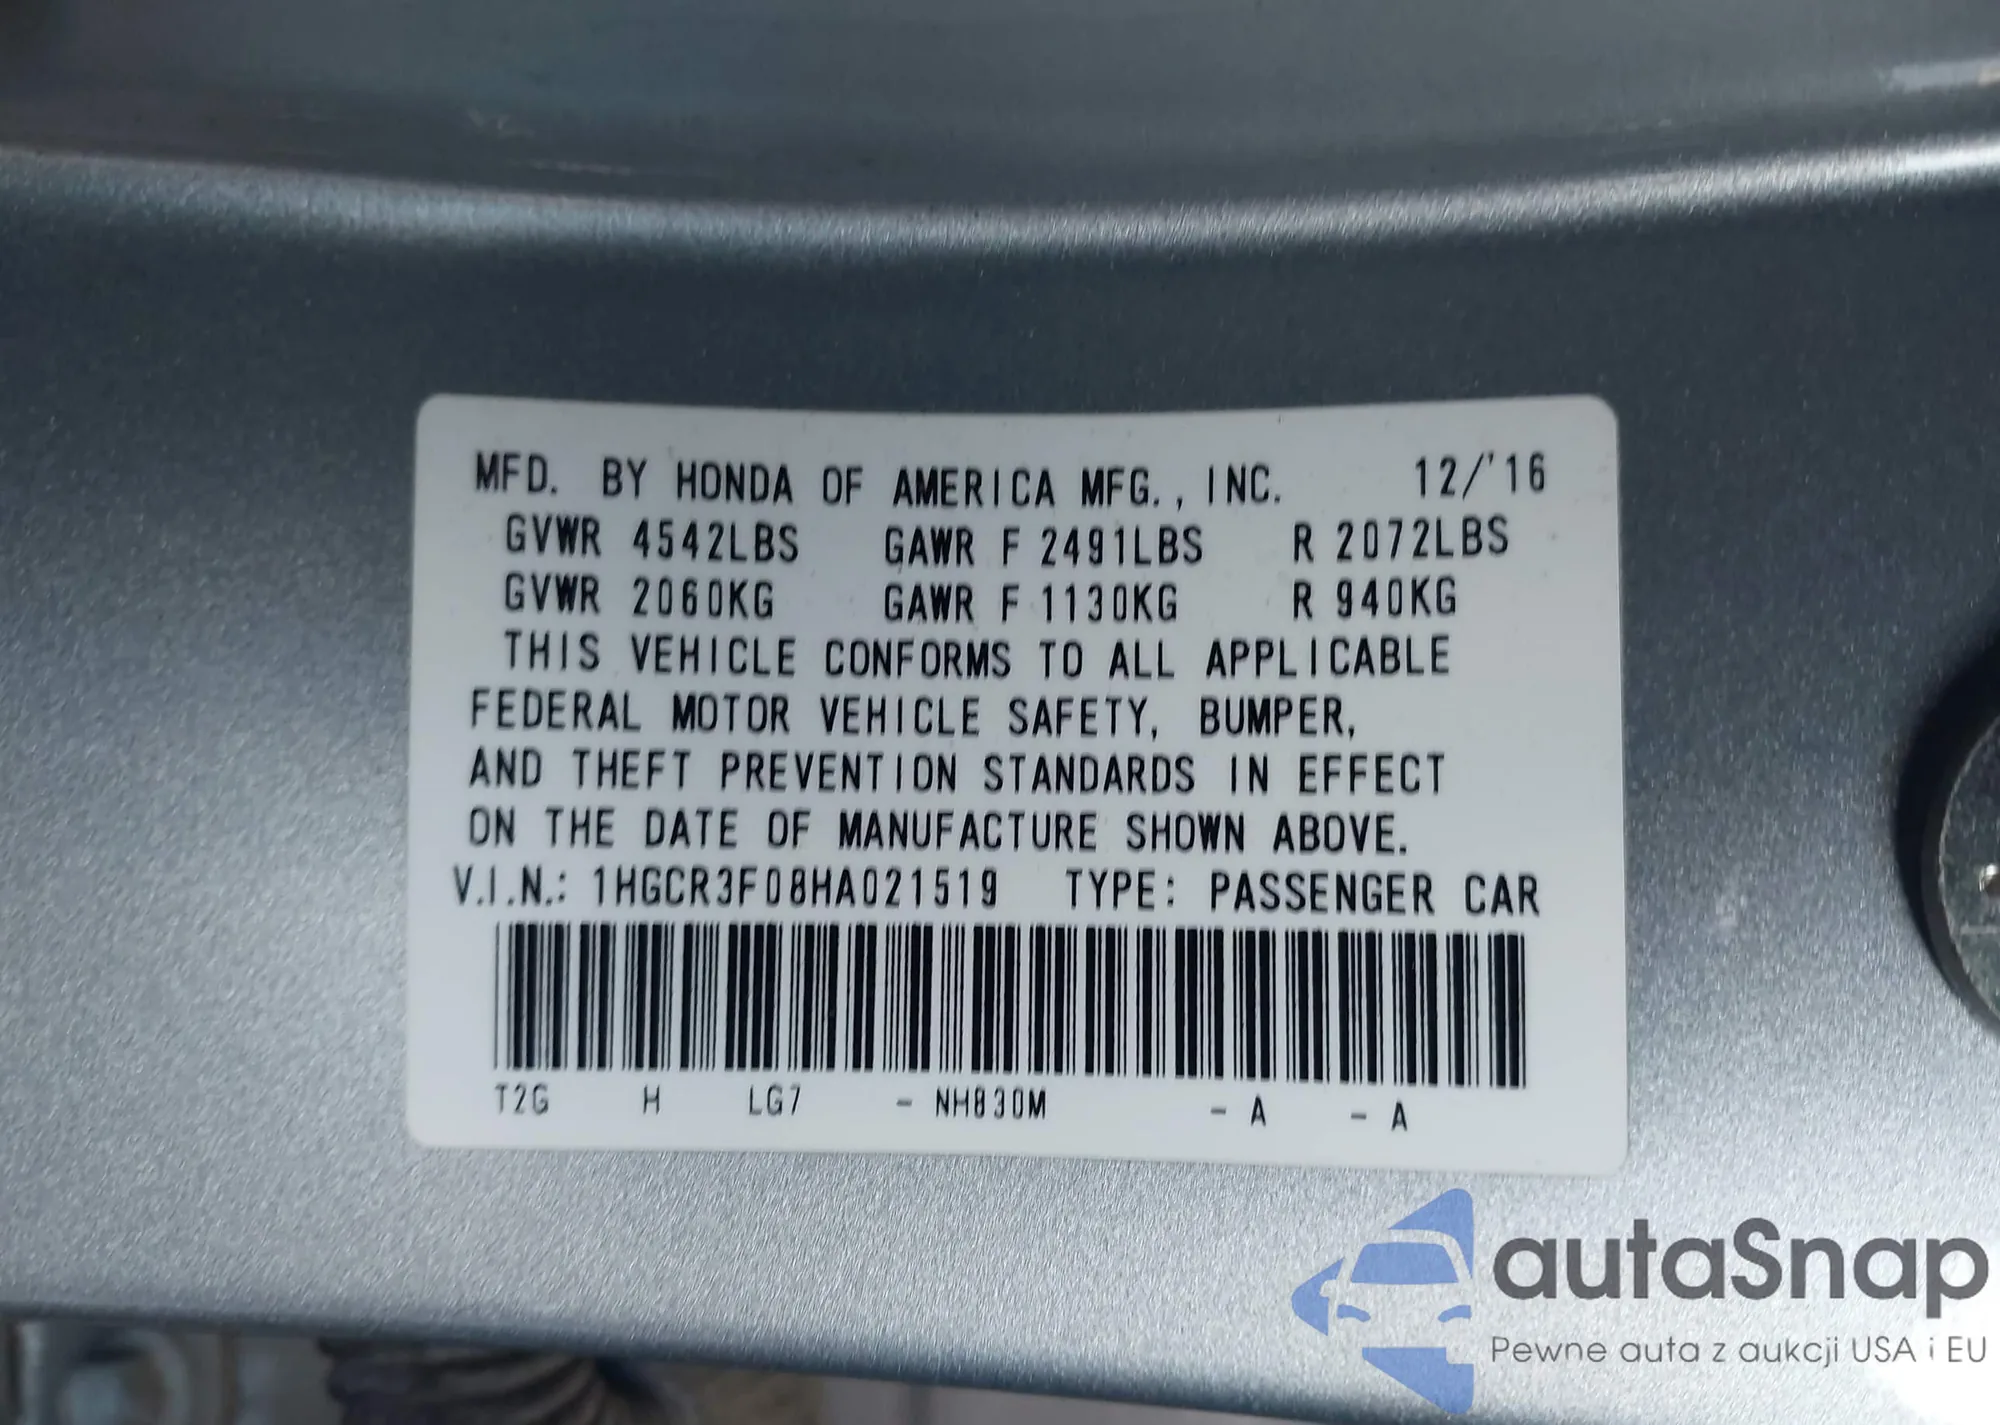 MFD. BY HONDA OF AMERICA MFG., INC. 12/'16
GVWR 4542LBS GAWR F 2491LBS R 2072LBS
GVWR 2060KG GAWR F 1130KG R 940KG
THIS VEHICLE CONFORMS TO ALL APPLICABLE
FEDERAL MOTOR VEHICLE SAFETY, BUMPER,
AND THEFT PREVENTION STANDARDS IN EFFECT
ON THE DATE OF MANUFACTURE SHOWN ABOVE.
V.I.N.: 1HGCR3F08HA021519 TYPE: PASSENGER CAR
T2G H LG7 - NH830M - A - A
autaSnap
Pewne auta z aukcji USA i EU